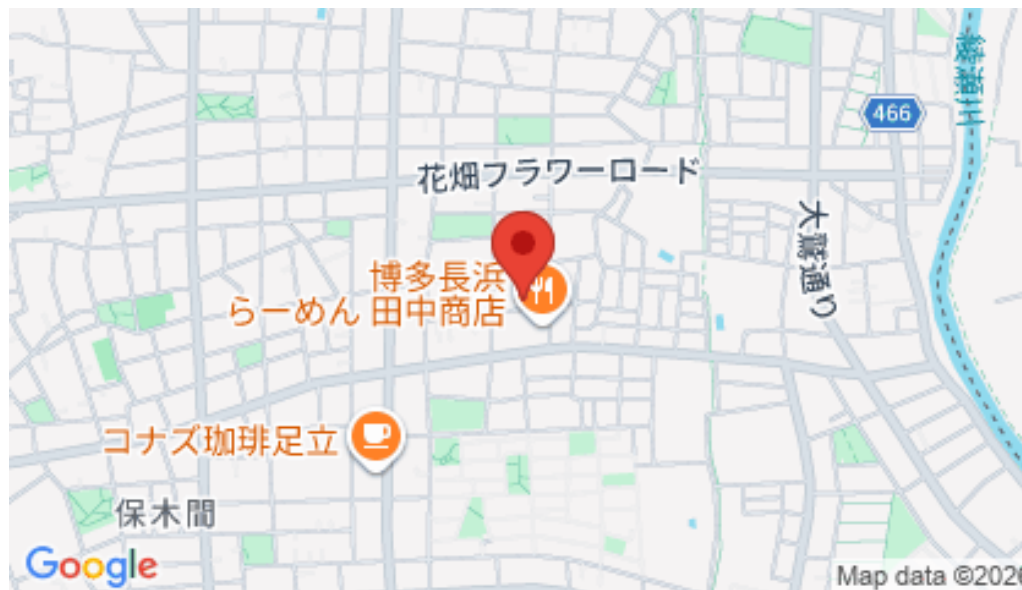 綾瀬川
466
花畑フラワーロード
大鷲通り
博多長浜
らーめん 田中商店
コナズ珈琲足立
保木間
Google
Map data ©2026